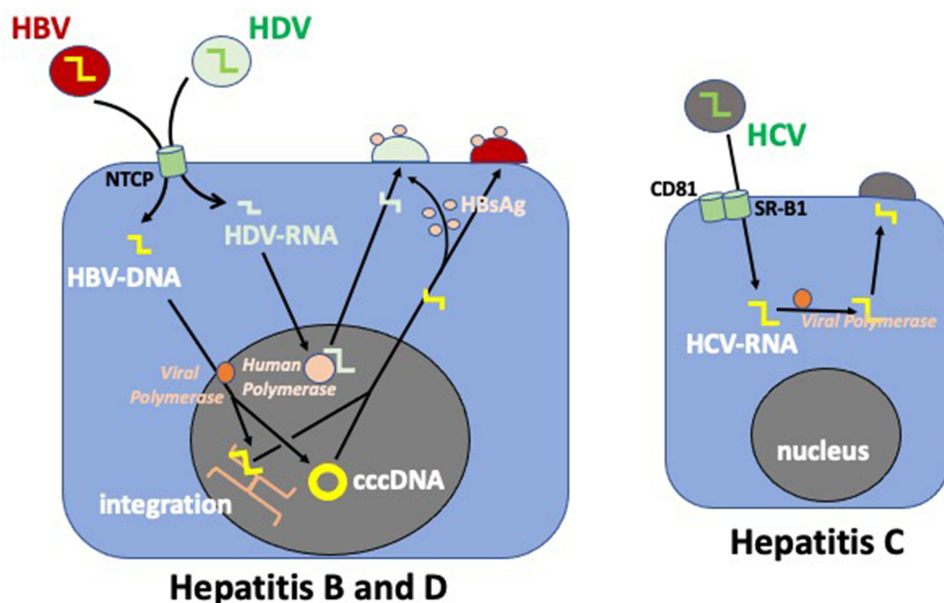 HBV
HDV
NTCP
HBsAg
HDV-RNA
HBV-DNA
Viral
Polymerase
Human
Polymerase
cccDNA
integration
Hepatitis B and D
HCV
CD81
SR-B1
HCV-RNA
Viral Polymerase
nucleus
Hepatitis C